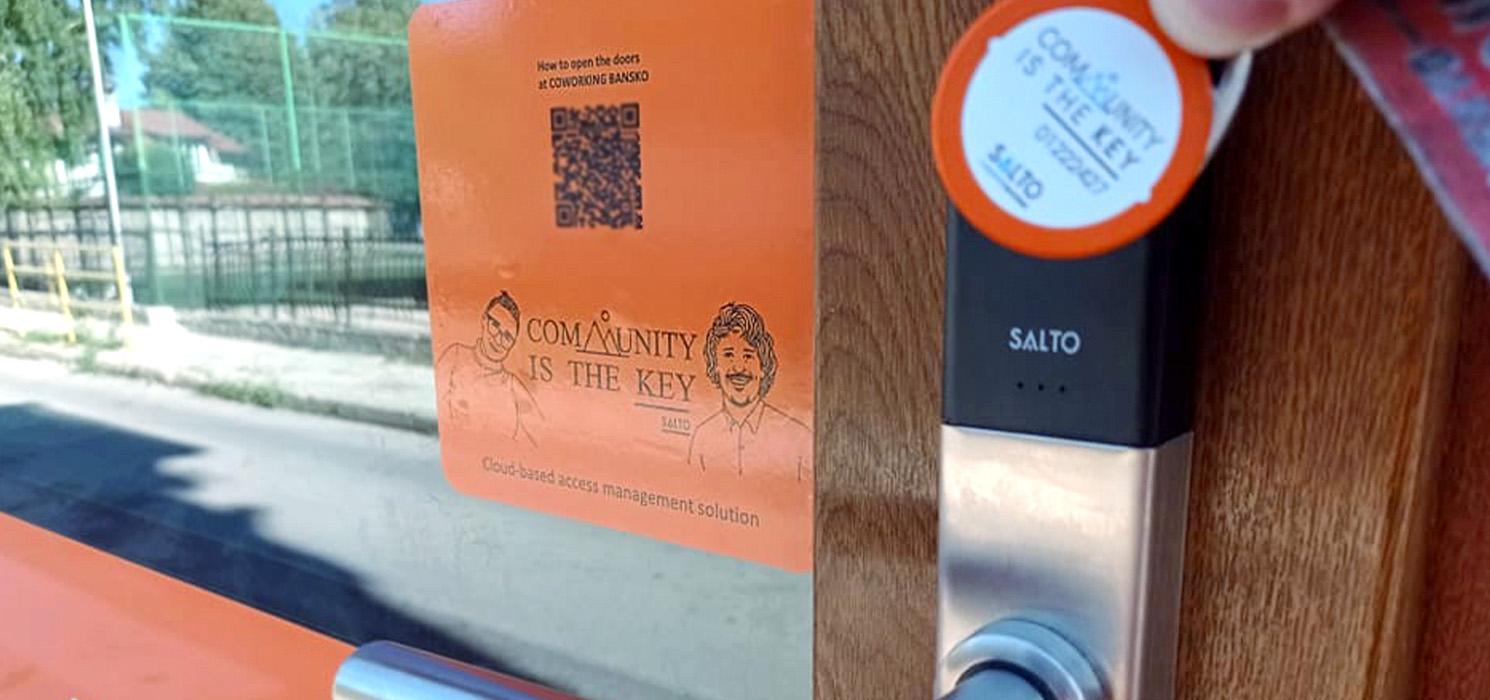 How to open the doors
at COWORKING BANSKO
COMMUNITY
IS THE KEY
SALTO
Cloud-based access management solution
COMMUNITY
IS THE KEY
01222427
SALTO
SALTO